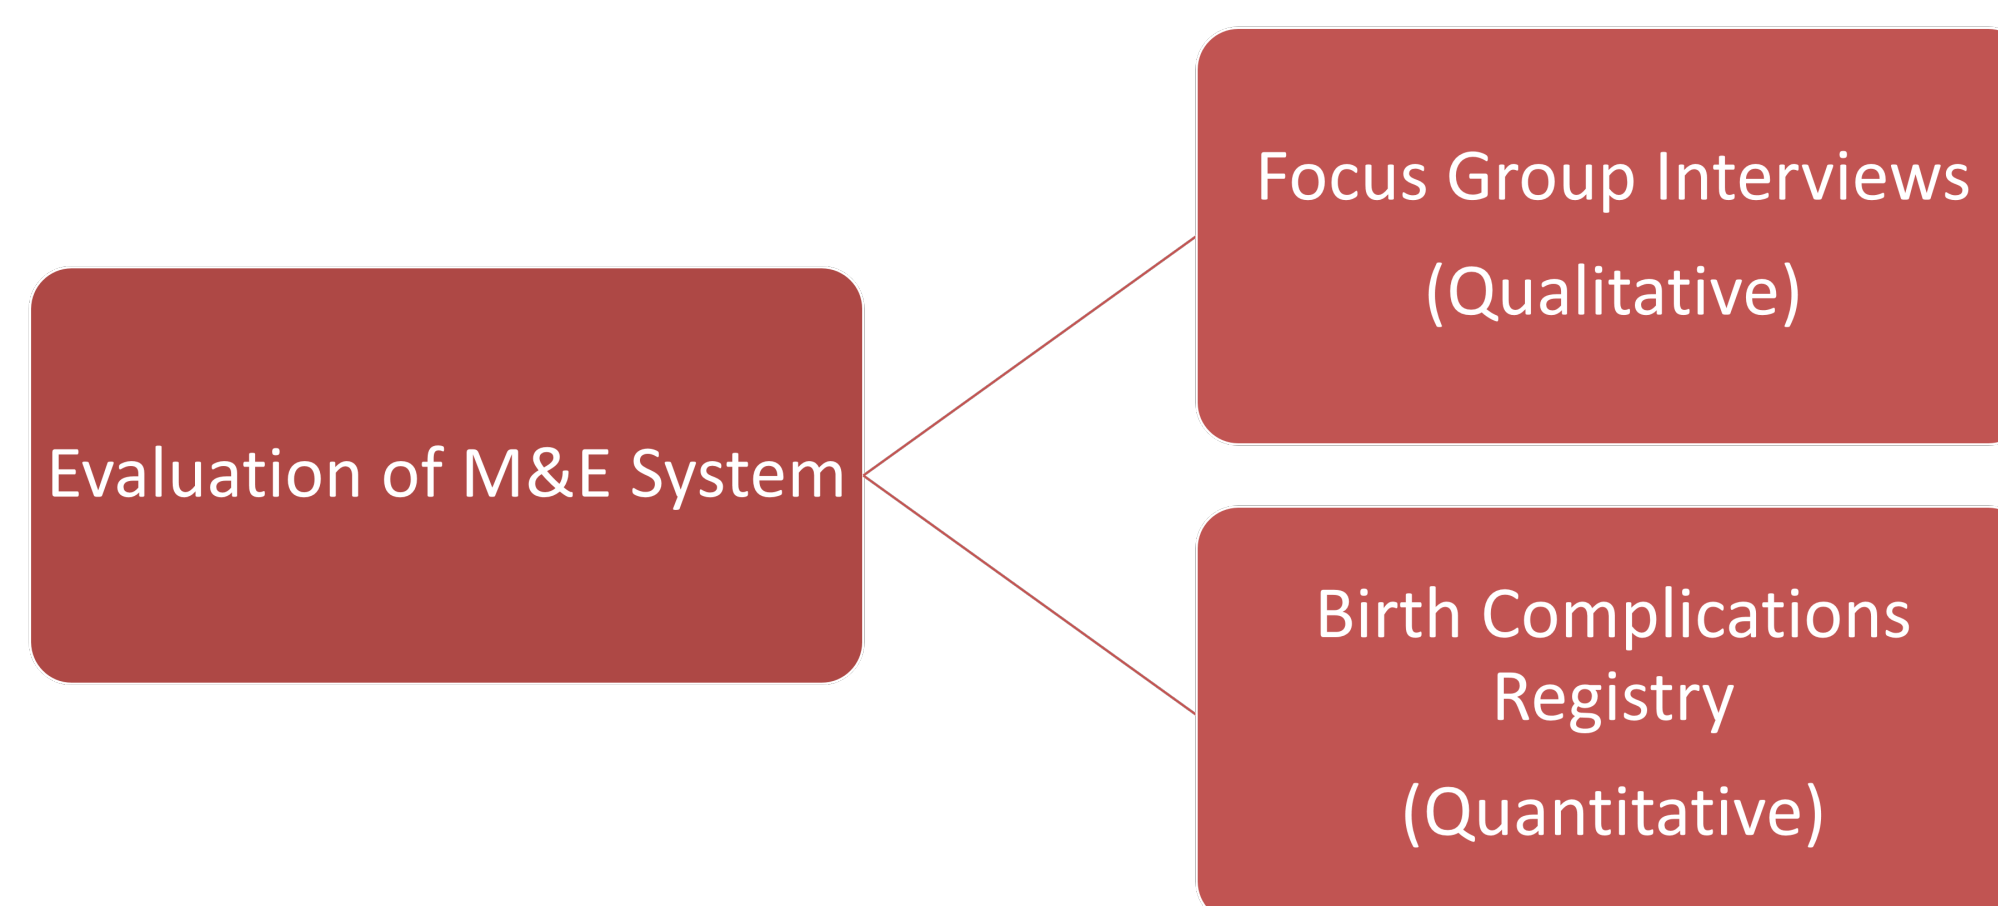 Evaluation of M&E System
Focus Group Interviews
(Qualitative)
Birth Complications
Registry
(Quantitative)